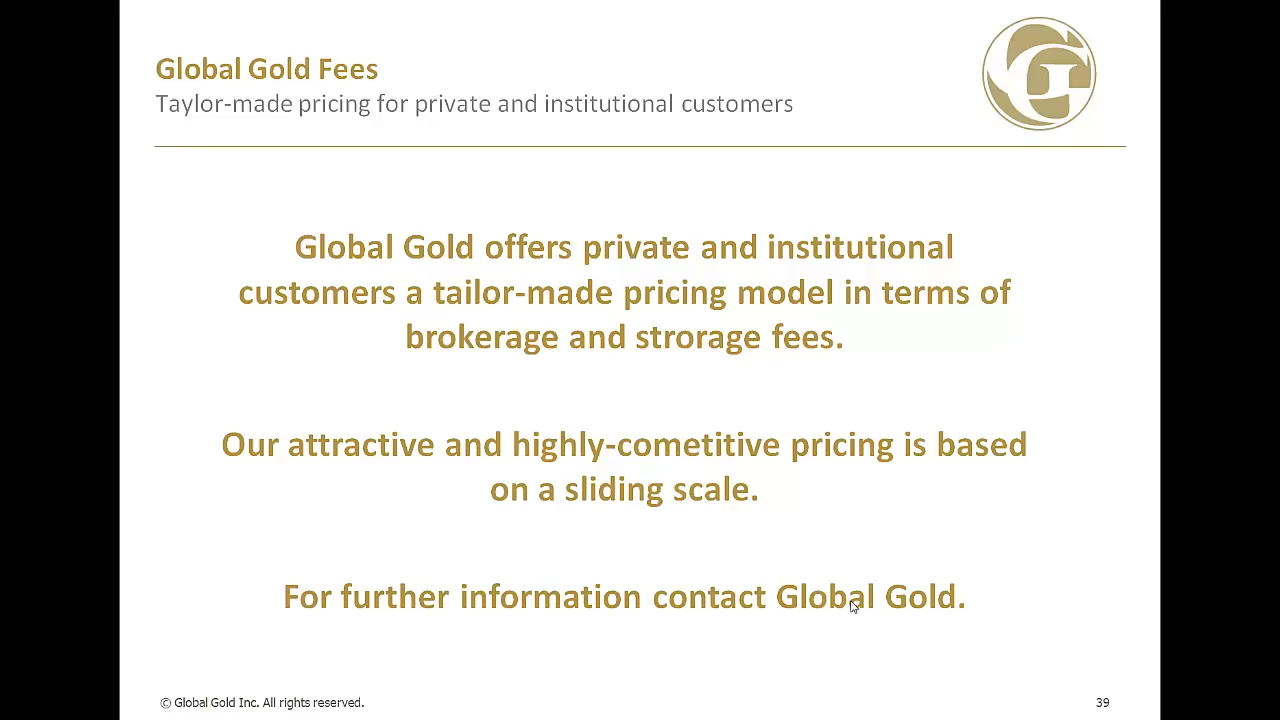 Global Gold Fees
Taylor-made pricing for private and institutional customers
Global Gold offers private and institutional
customers a tailor-made pricing model in terms of
brokerage and strorage fees.
Our attractive and highly-cometitive pricing is based
on a sliding scale.
For further information contact Global Gold.
© Global Gold Inc. All rights reserved.
39